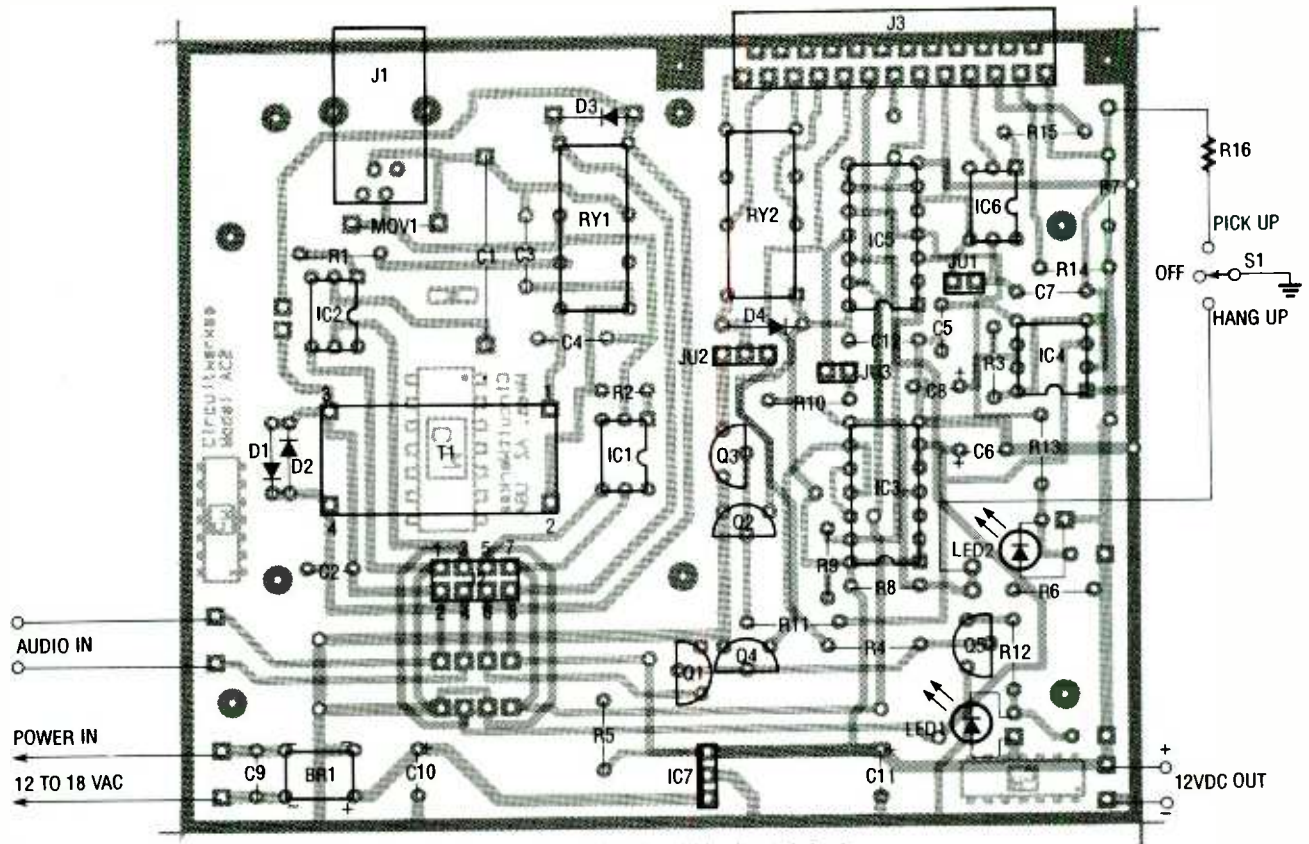 J3
J1
D3
R15
R16
RY1
RY2
IC6
R7
PICK UP
MOV1
IC5
C1
C3
R1
JU1
R14
OFF
S1
C7
IC2
HANG UP
D4
C5
C4
C12
JU2
R3
IC4
JU3
C8
R2
R10
3
1
Circuitwerkes
Model AC2
D1
D2
T1
IC1
Q3
C6
R13
IC3
4
2
Q2
LED2
1 3 5 7
C2
R9
R8
R6
2 4 6 8
R11
AUDIO IN
R4
Q5
R12
Q1
Q4
LED1
R5
POWER IN
C9
BR1
C10
IC7
C11
+
12 TO 18 VAC
12VDC OUT
~
+
-